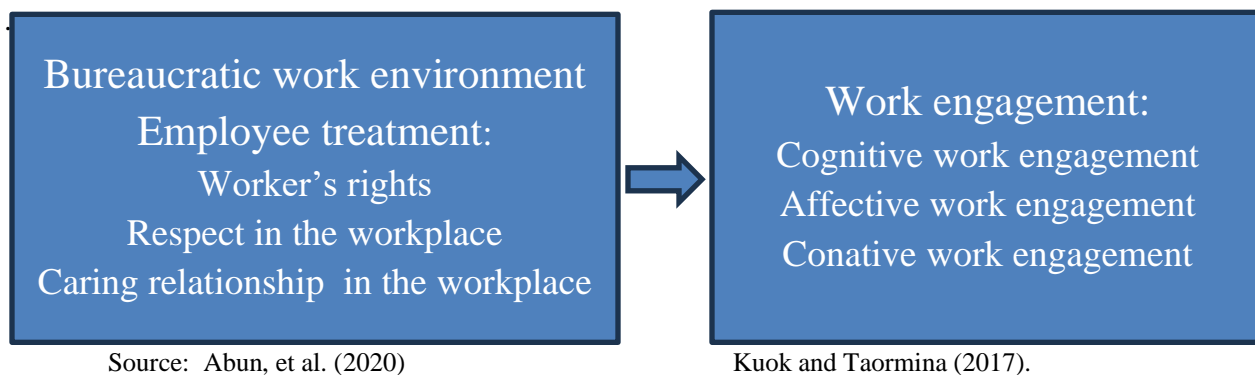 Bureaucratic work environment
Employee treatment:
Worker’s rights
Respect in the workplace
Caring relationship  in the workplace
Work engagement:
Cognitive work engagement
Affective work engagement
Conative work engagement
Source:  Abun, et al. (2020)
Kuok and Taormina (2017).